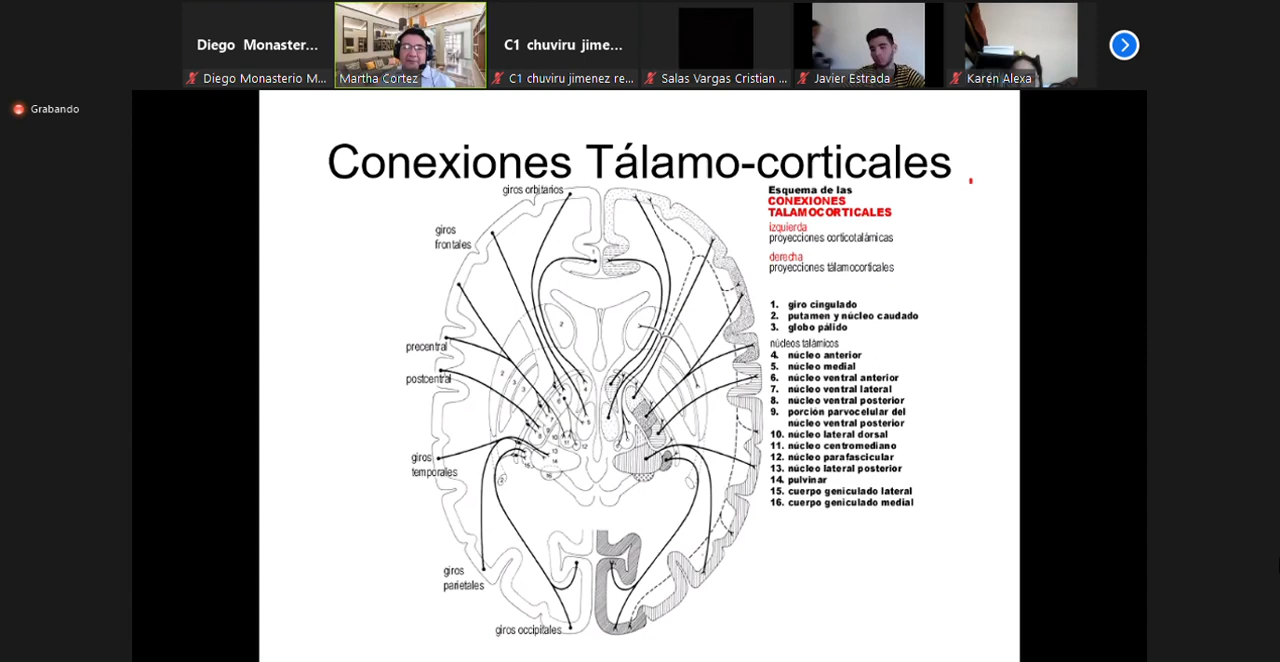 Diego Monaster...
C1 chuviru jime...
Diego Monasterio M...
Martha Cortez
C1 chuviru jimenez re...
Salas Vargas Cristian ...
Javier Estrada
Karen Alexa
Grabando
Conexiones Tálamo-corticales
giros orbitarios
giros
frontales
precentral
postcentral
giros
temporales
giros
parietales
giros occipitales
Esquema de las
CONEXIONES
TALAMOCORTICALES
izquierda
proyecciones corticotalámicas
derecha
proyecciones tálamocorticales
1. giro cingulado
2. putamen y núcleo caudado
3. globo pálido
núcleos talámicos
4. núcleo anterior
5. núcleo medial
6. núcleo ventral anterior
7. núcleo ventral lateral
8. núcleo ventral posterior
9. porción parvocelular del
núcleo ventral posterior
10. núcleo lateral dorsal
11. núcleo centromediano
12. núcleo parafascicular
13. núcleo lateral posterior
14. pulvinar
15. cuerpo geniculado lateral
16. cuerpo geniculado medial